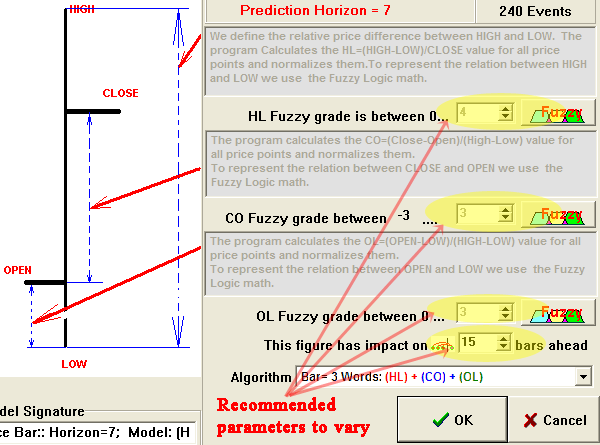 HIGH
CLOSE
OPEN
LOW
del Signature
ce Bar:: Horizon=7; Model: (H
Prediction Horizon = 7
240 Events
We define the relative price difference between HIGH and LOW. The
program Calculates the HL=(HIGH-LOW)/CLOSE value for all price
points and normalizes them.To represent the relation between HIGH
and LOW we use the Fuzzy Logic math.
HL Fuzzy grade is between 0... 4 Fuzzy
The program calculates the CO=(Close-Open)/(High-Low) value for
all price points and normalizes them.
To represent the relation between CLOSE and OPEN we use the
Fuzzy Logic math.
CO Fuzzy grade between -3 .... 3 Fuzzy
The program calculates the OL=(OPEN-LOW)/(HIGH-LOW) value for all
price points and normalizes them.
To represent the relation between OPEN and LOW we use the Fuzzy
Logic math.
OL Fuzzy grade between 0 ... 3 Fuzzy
This figure has impact on 15 bars ahead
Algorithm Bar= 3 Words: (HL) + (CO) + (OL)
Recommended
parameters to vary
OK
Cancel